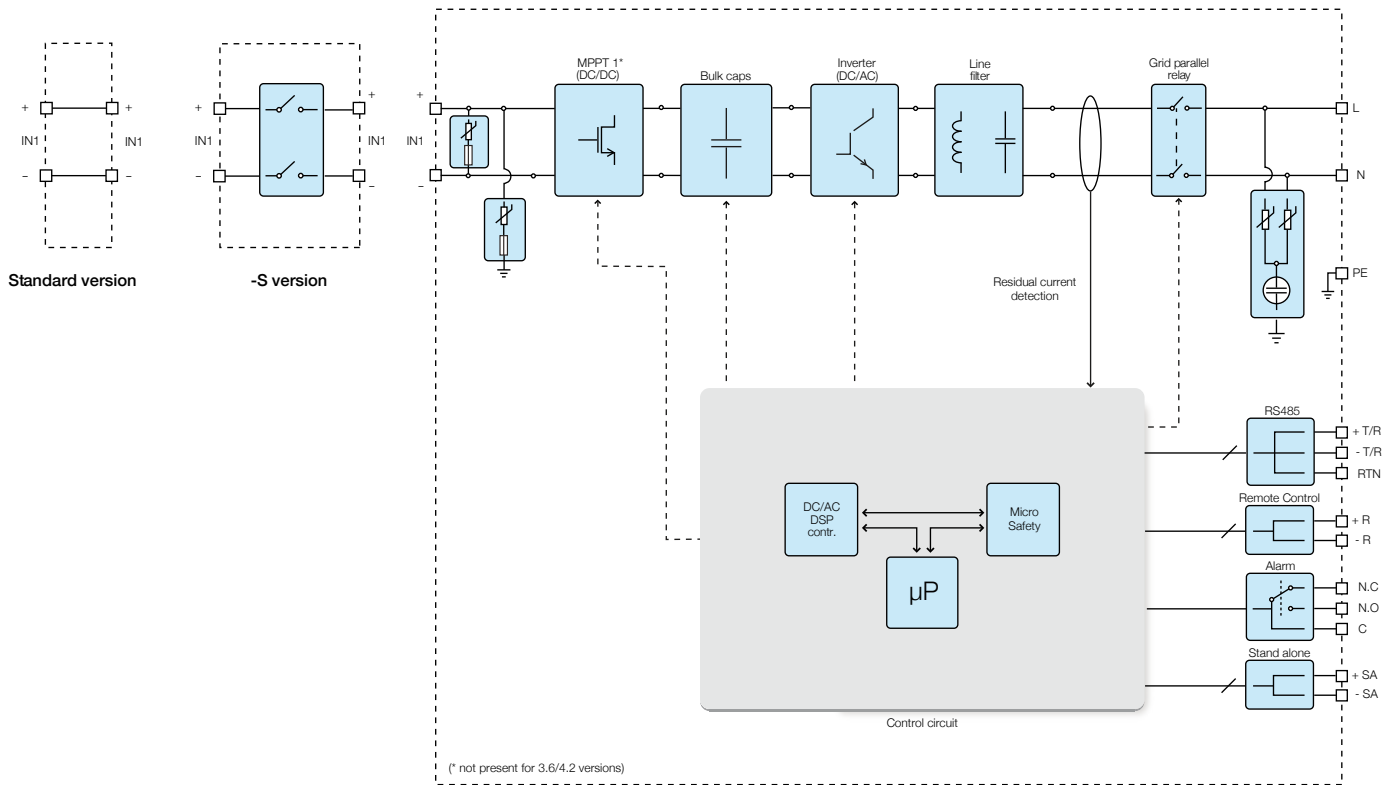 +
IN1
–
+
IN1
–
Standard version
+
IN1
–
+
IN1
–
-S version
+
IN1
–
MPPT 1*
(DC/DC)
Bulk caps
Inverter
(DC/AC)
Line
filter
Grid parallel
relay
L
N
PE
Residual current
detection
RS485
+ T/R
- T/R
RTN
Remote Control
+ R
- R
Alarm
N.C
N.O
C
Stand alone
+ SA
- SA
DC/AC
DSP
contr.
Micro
Safety
µP
Control circuit
(* not present for 3.6/4.2 versions)